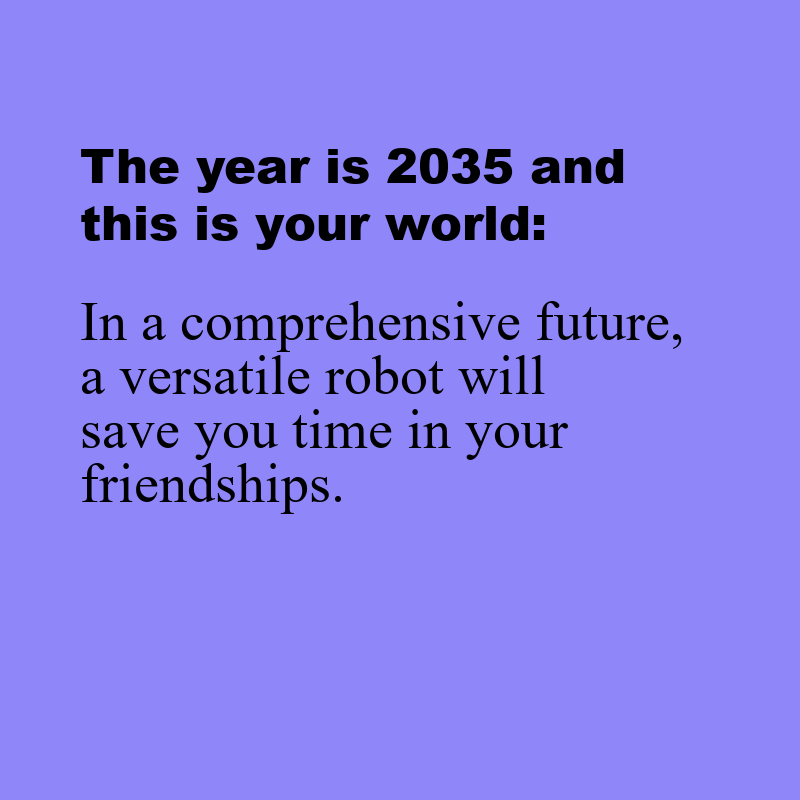 The year is 2035 and
this is your world:
In a comprehensive future,
a versatile robot will
save you time in your
friendships.